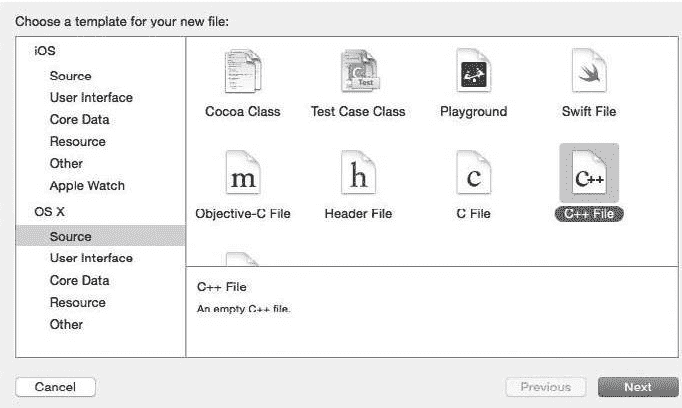 Choose a template for your new file:
iOS
Source
User Interface
Core Data
Resource
Other
Apple Watch
OS X
Source
User Interface
Core Data
Resource
Other
C
Test
Cocoa Class
Test Case Class
Playground
Swift File
m
h
c
C++
Objective-C File
Header File
C File
C++ File
C++ File
An empty C++ file.
Cancel
Previous
Next